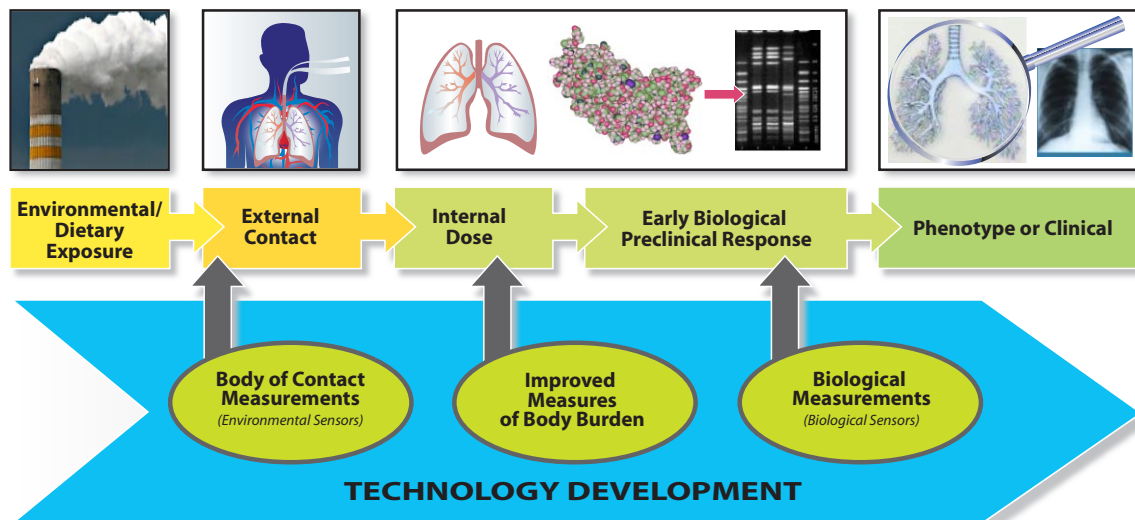 Environmental/
Dietary
Exposure
External
Contact
Internal
Dose
Early Biological
Preclinical Response
Phenotype or Clinical
Body of Contact
Measurements
(Environmental Sensors)
Improved
Measures
of Body Burden
Biological
Measurements
(Biological Sensors)
TECHNOLOGY DEVELOPMENT